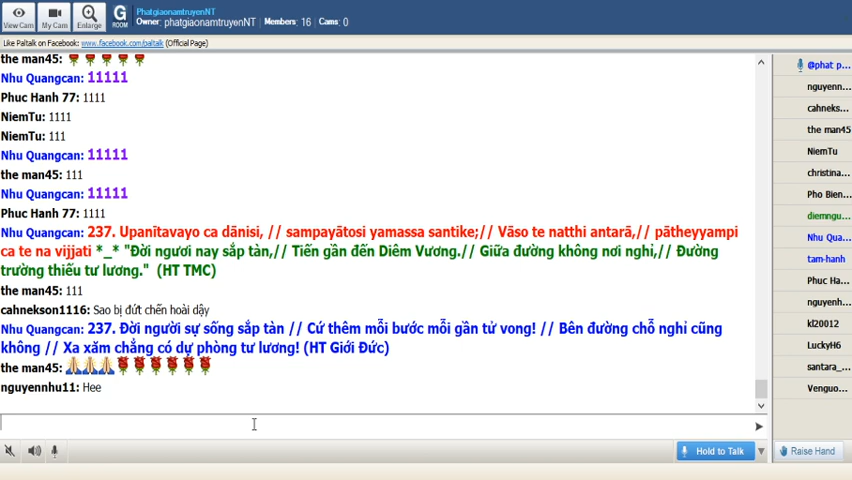 PhatgiaonamtruyenNT
Owner: phatgiaonamtruyenNT Members: 16 Cams: 0
View Cam My Cam Enlarge G ROOM
Like Paltalk on Facebook: www.facebook.com/paltalk (Official Page)
the man45:
Nhu Quangcan: 11111
Phuc Hanh 77: 1111
NiemTu: 1111
NiemTu: 111
Nhu Quangcan: 11111
the man45: 111
Nhu Quangcan: 11111
Phuc Hanh 77: 1111
Nhu Quangcan: 237. Upanītavayo ca dānisi, // sampayātosi yamassa santike;// Vāso te natthi antarā,// pātheyyampi
ca te na vijjati *_* "Đời ngươi nay sắp tàn,// Tiến gần đến Diêm Vương.// Giữa đường không nơi nghỉ,// Đường
trường thiếu tư lương." (HT TMC)
the man45: 111
cahnekson1116: Sao bị đứt chến hoài dậy
Nhu Quangcan: 237. Đời người sự sống sắp tàn // Cứ thêm mỗi bước mỗi gần tử vong! // Bên đường chỗ nghỉ cũng
không // Xa xăm chẳng có dự phòng tư lương! (HT Giới Đức)
the man45:
nguyennhu11: Hee
Hold to Talk
Raise Hand
@phat p...
nguyenn...
cahneks...
the man45
NiemTu
christina...
Pho Bien...
diemngu...
Nhu Qua...
tam-hanh
Phuc Ha...
nguyenh...
kl20012
LuckyH6
santara_...
Venguo...